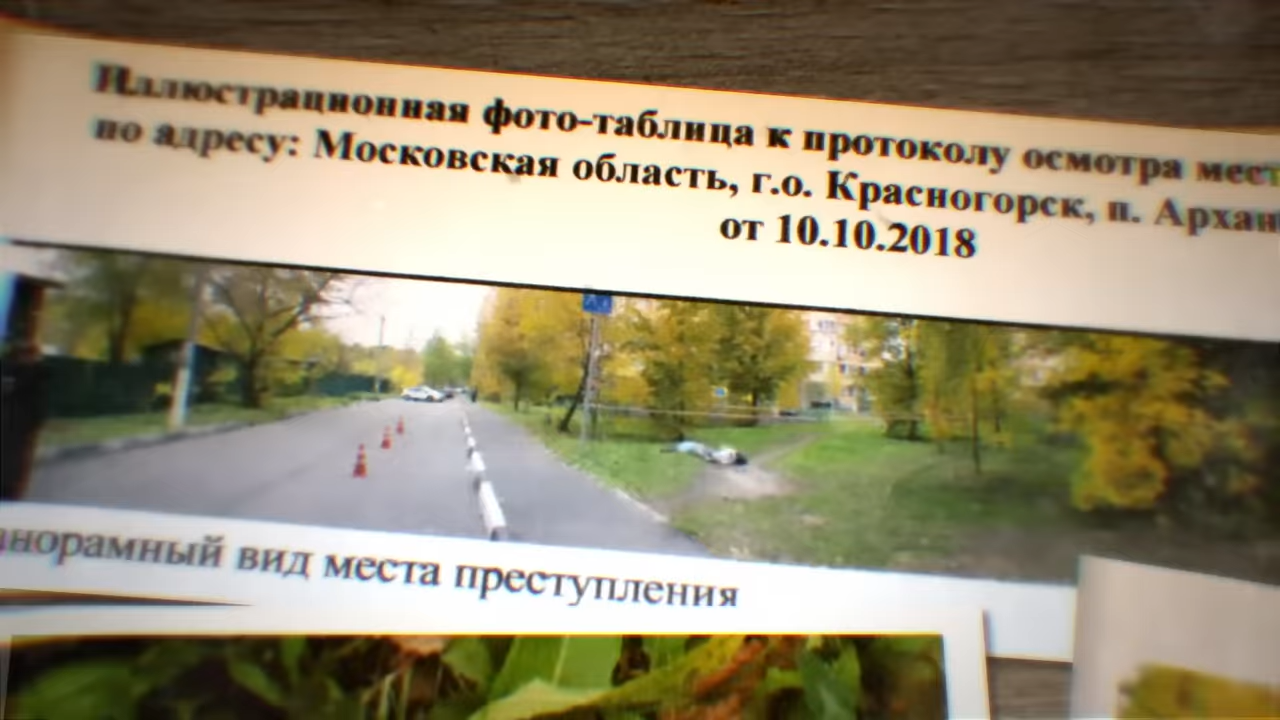 Иллюстрационная фото-таблица к протоколу осмотра мест
по адресу: Московская область, г.о. Красногорск, п. Архан
от 10.10.2018
анорамный вид места преступления